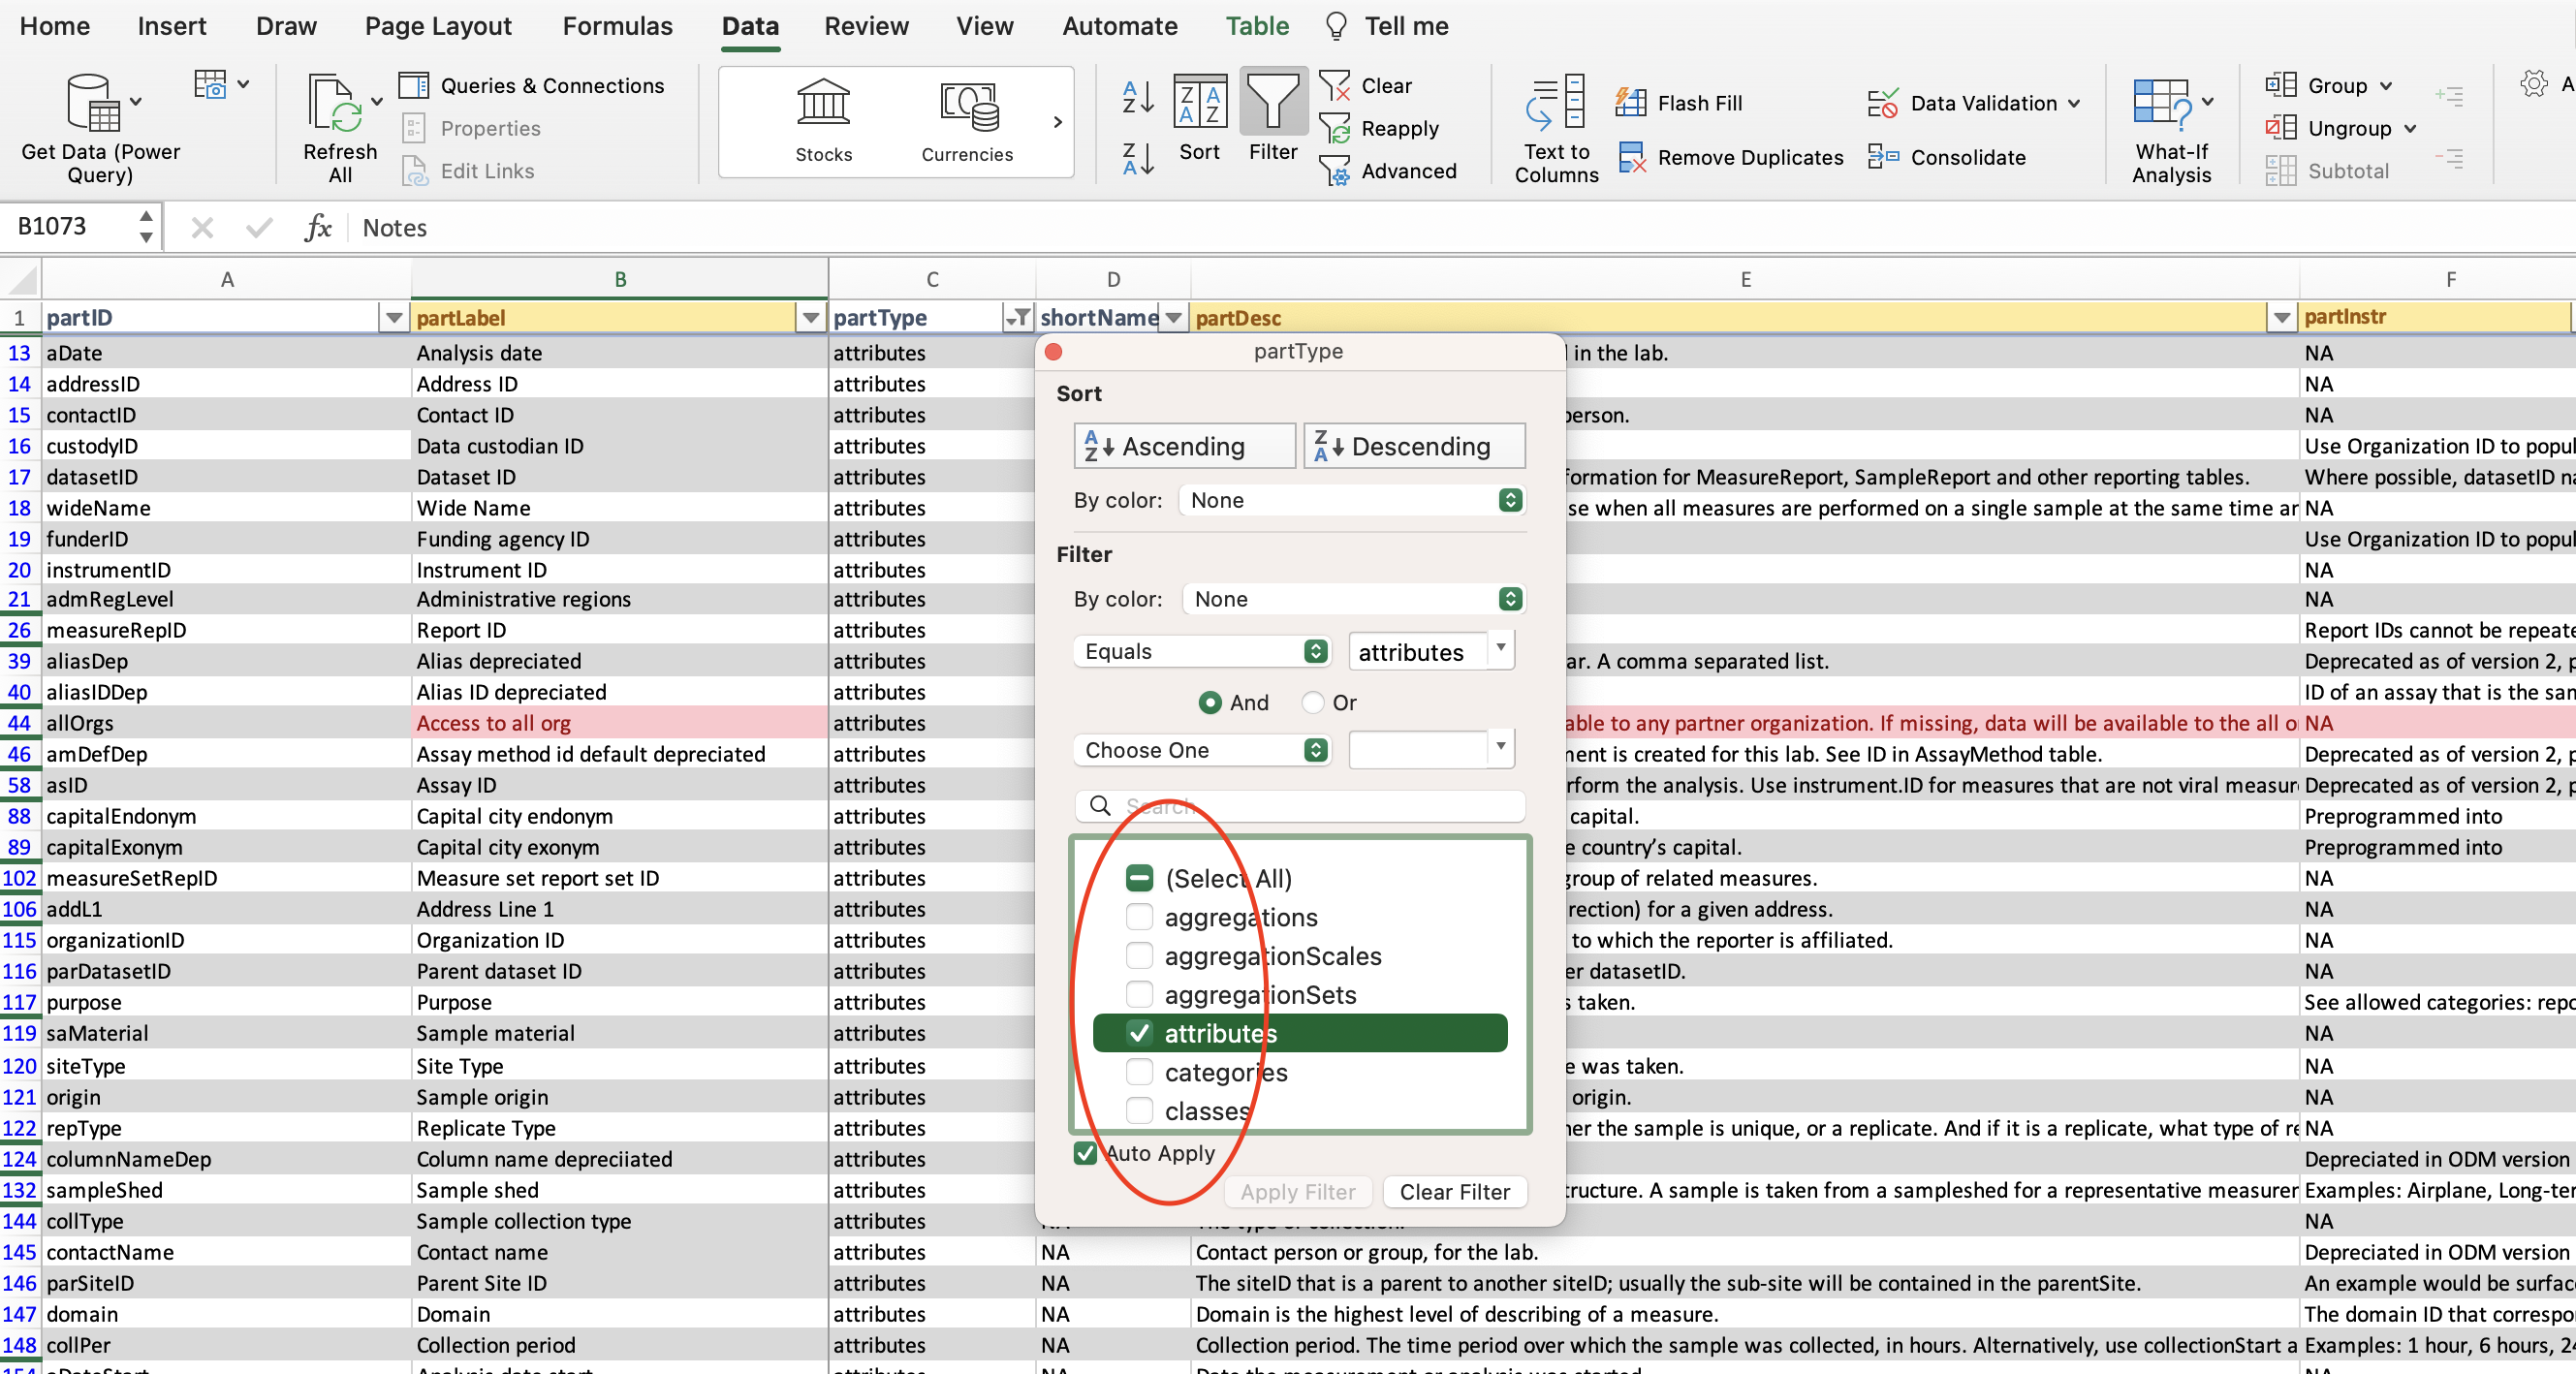 Home Insert Draw Page Layout Formulas Data Review View Automate Table Tell me
Get Data (Power Query)
Refresh All
Queries & Connections
Properties
Edit Links
Stocks
Currencies
Sort
Filter
Clear
Reapply
Advanced
Text to Columns
Flash Fill
Remove Duplicates
Data Validation
Consolidate
What-If Analysis
Group
Ungroup
Subtotal
B1073 fx Notes
A B C D E F
1 partID partLabel partType shortName partDesc partInstr
13 aDate Analysis date attributes in the lab. NA
14 addressID Address ID attributes NA
15 contactID Contact ID attributes person. NA
16 custodyID Data custodian ID attributes Use Organization ID to popul
17 datasetID Dataset ID attributes formation for MeasureReport, SampleReport and other reporting tables. Where possible, datasetID na
18 wideName Wide Name attributes se when all measures are performed on a single sample at the same time ar NA
19 funderID Funding agency ID attributes Use Organization ID to popul
20 instrumentID Instrument ID attributes NA
21 admRegLevel Administrative regions attributes NA
26 measureRepID Report ID attributes Report IDs cannot be repeate
39 aliasDep Alias depreciated attributes ar. A comma separated list. Deprecated as of version 2, p
40 aliasIDDep Alias ID depreciated attributes ID of an assay that is the san
44 allOrgs Access to all org attributes able to any partner organization. If missing, data will be available to the all o NA
46 amDefDep Assay method id default depreciated attributes nent is created for this lab. See ID in AssayMethod table. Deprecated as of version 2, p
58 asID Assay ID attributes rform the analysis. Use instrument.ID for measures that are not viral measur Deprecated as of version 2, p
88 capitalEndonym Capital city endonym attributes capital. Preprogrammed into
89 capitalExonym Capital city exonym attributes e country’s capital. Preprogrammed into
102 measureSetRepID Measure set report set ID attributes group of related measures. NA
106 addL1 Address Line 1 attributes rection) for a given address. NA
115 organizationID Organization ID attributes to which the reporter is affiliated. NA
116 parDatasetID Parent dataset ID attributes er datasetID. NA
117 purpose Purpose attributes s taken. See allowed categories: repo
119 saMaterial Sample material attributes NA
120 siteType Site Type attributes e was taken. NA
121 origin Sample origin attributes origin. NA
122 repType Replicate Type attributes her the sample is unique, or a replicate. And if it is a replicate, what type of re NA
124 columnNameDep Column name depreciiated attributes Depreciated in ODM version
132 sampleShed Sample shed attributes tructure. A sample is taken from a sampleshed for a representative measurer Examples: Airplane, Long-ter
144 collType Sample collection type attributes NA The type of collection. NA
145 contactName Contact name attributes NA Contact person or group, for the lab. Depreciated in ODM version
146 parSiteID Parent Site ID attributes NA The siteID that is a parent to another siteID; usually the sub-site will be contained in the parentSite. An example would be surfac
147 domain Domain attributes NA Domain is the highest level of describing of a measure. The domain ID that correspo
148 collPer Collection period attributes NA Collection period. The time period over which the sample was collected, in hours. Alternatively, use collectionStart a Examples: 1 hour, 6 hours, 24
154 aDateStart Analysis date start attributes NA Date the measurement or analysis was started. NA
partType
Sort
Ascending Descending
By color: None
Filter
By color: None
Equals attributes
And Or
Choose One
Search
(Select All)
aggregations
aggregationScales
aggregationSets
attributes
categories
classes
Auto Apply
Apply Filter Clear Filter